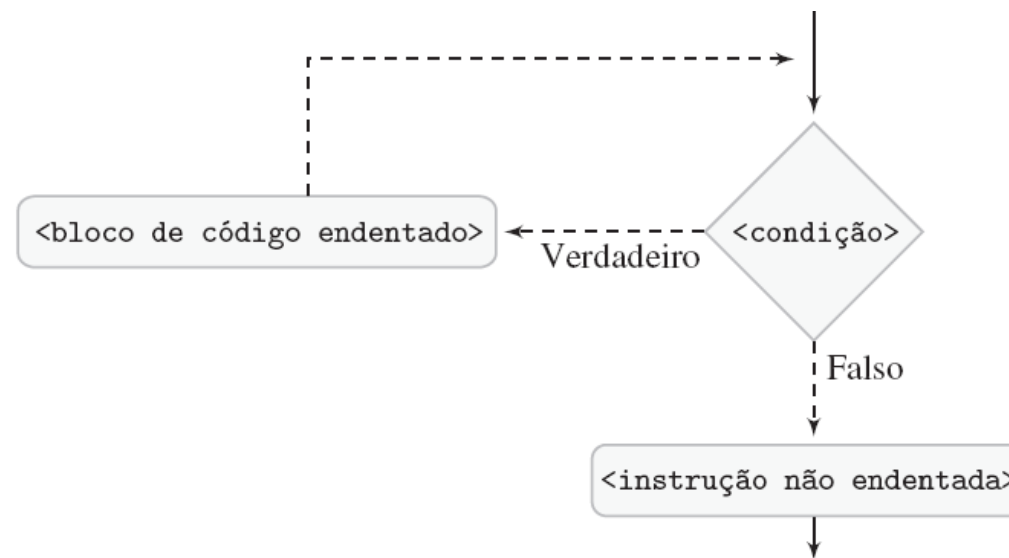 <condição>
<bloco de código endentado>
Verdadeiro
Falso
<instrução não endentada>